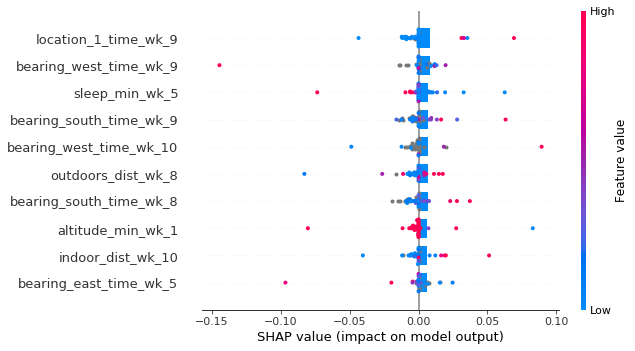 High
location_1_time_wk_9
bearing_west_time_wk_9
sleep_min_wk_5
bearing_south_time_wk_9
bearing_west_time_wk_10
outdoors_dist_wk_8
bearing_south_time_wk_8
altitude_min_wk_1
indoor_dist_wk_10
bearing_east_time_wk_5
Feature value
Low
−0.15 −0.10 −0.05 0.00 0.05 0.10
SHAP value (impact on model output)